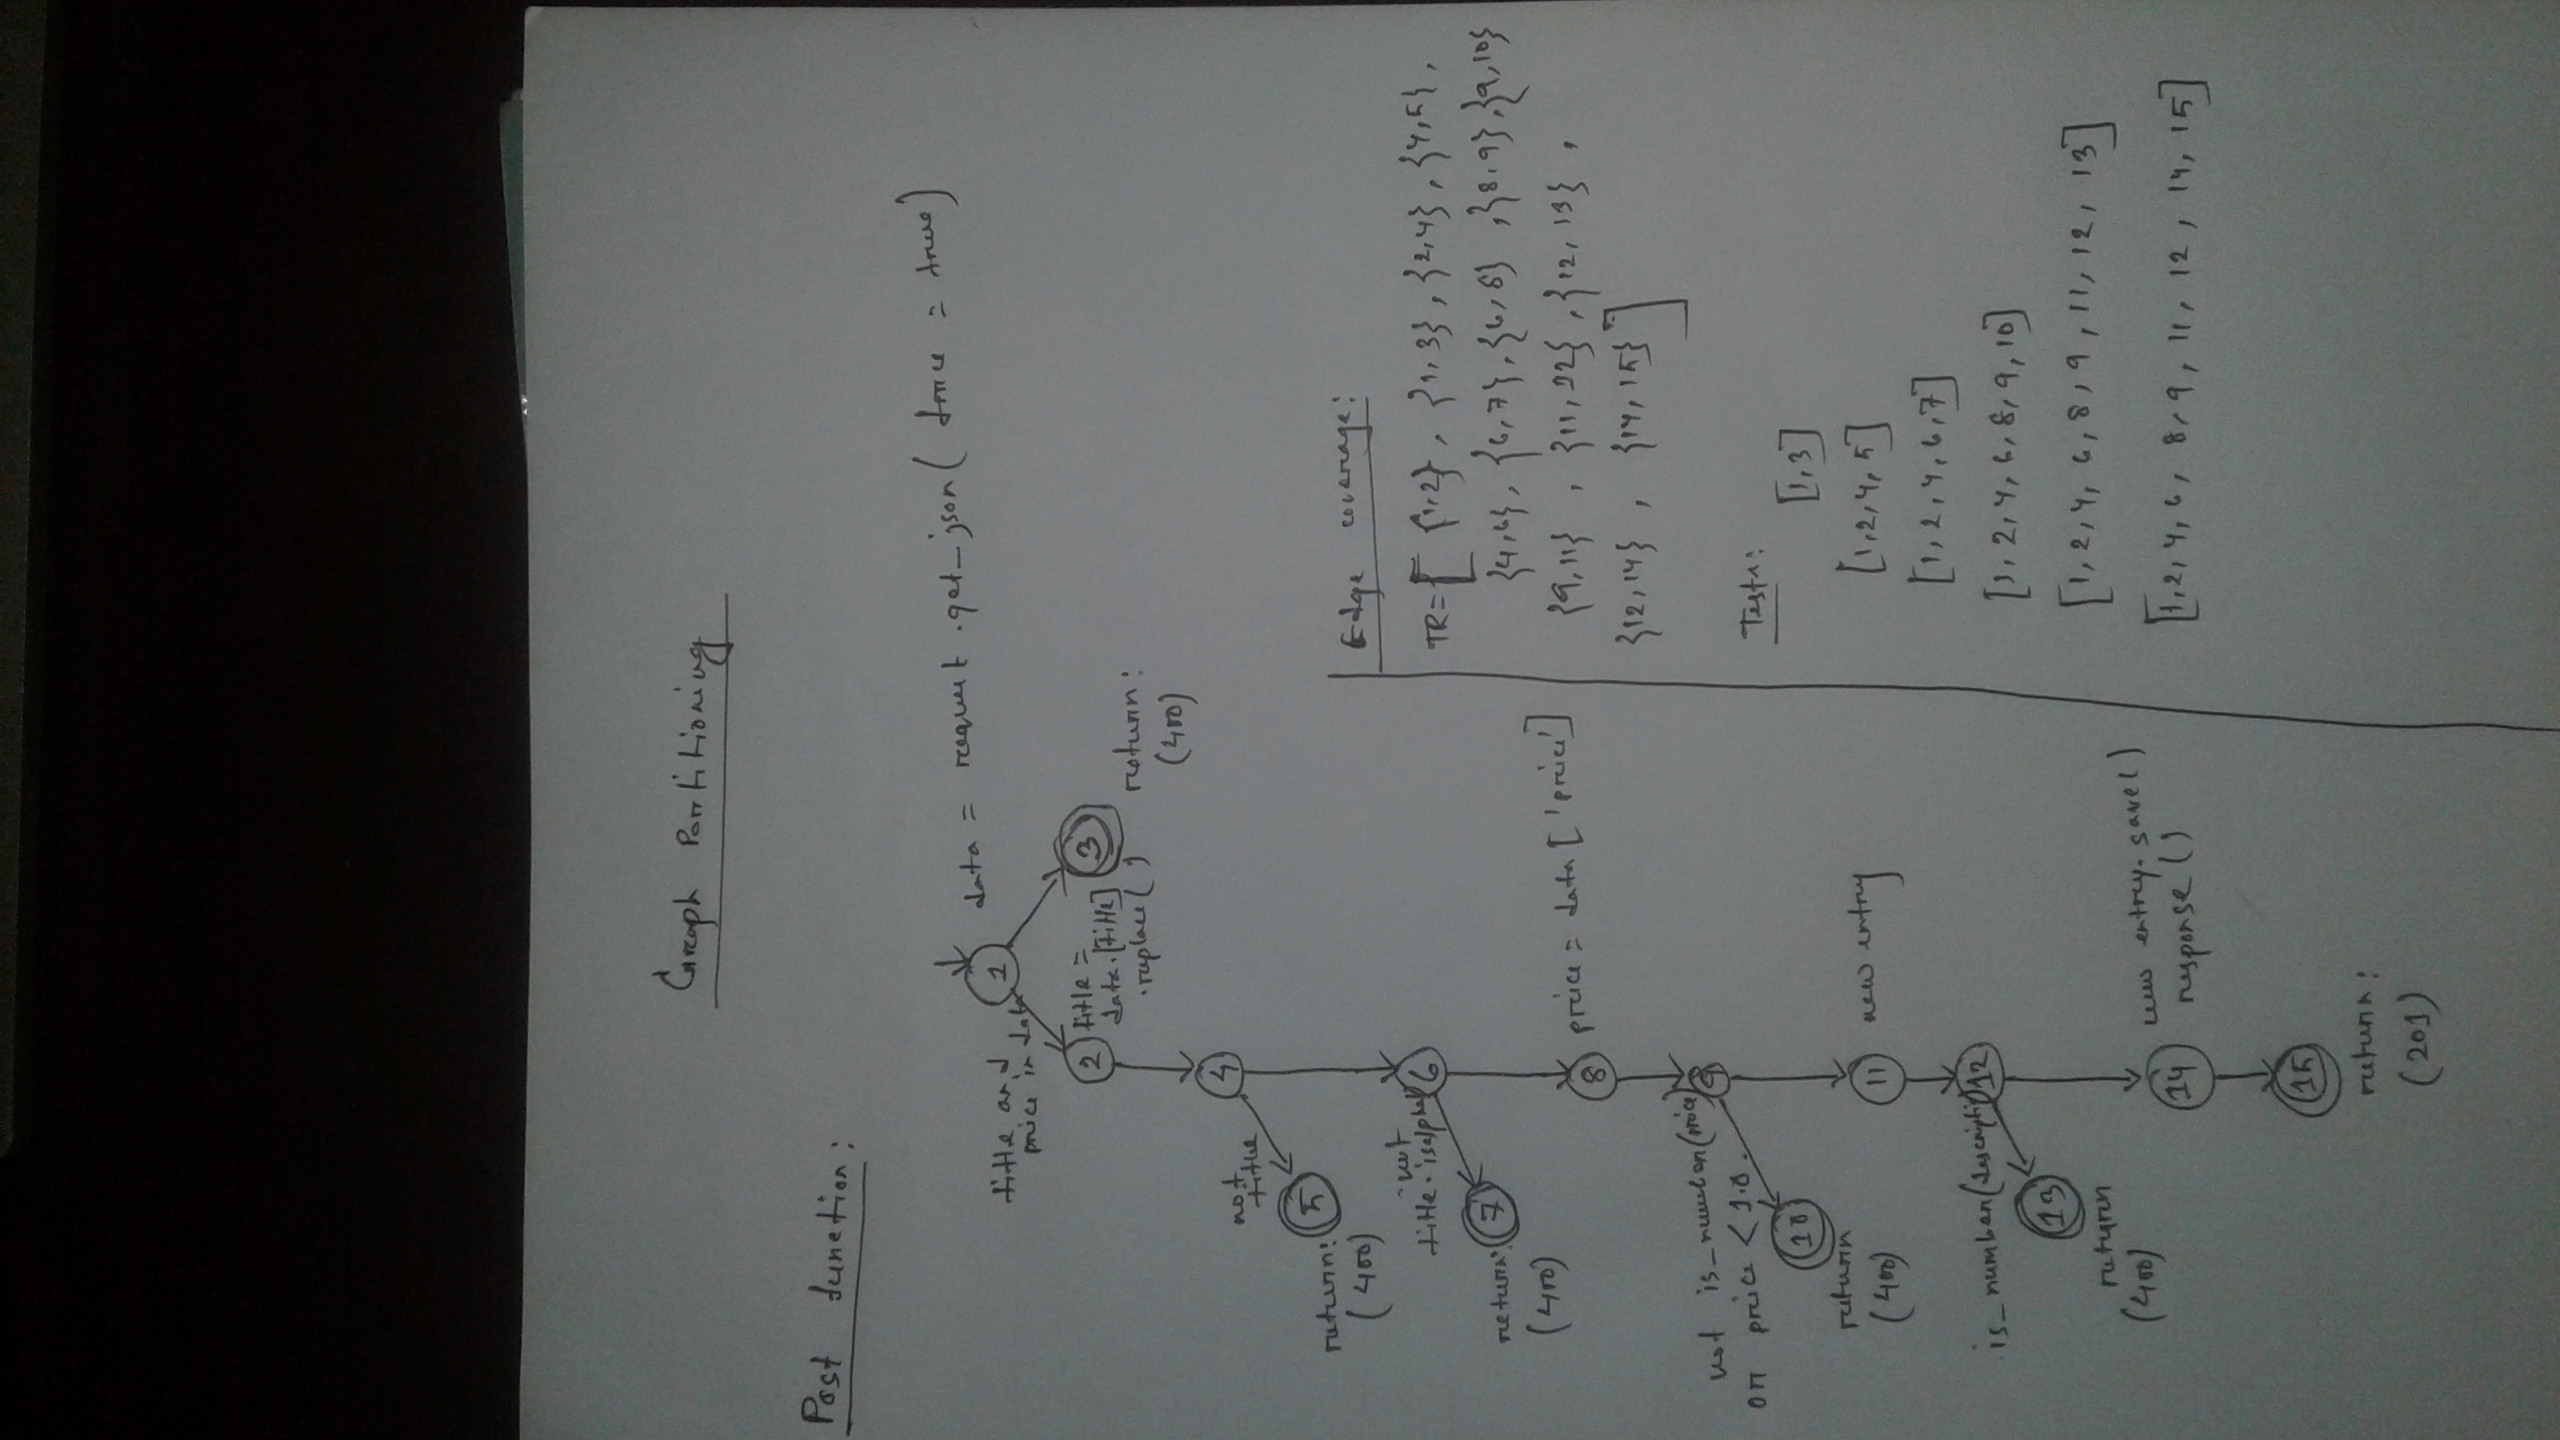 Graph Partitioning
Post function:
data = request.get_json( force = true)
1
title and
price in data
2
title =
data.[title]
.replace( )
3
return:
(400)
4
not
title
5
return:
(400)
not
title.isalpha
6
7
return:
(400)
8
price = data ['price']
not is_number(price)
or price < 1.0.
9
10
return
(400)
11
new entry
is_number(description
12
13
return
(400)
14
new entry.save()
response ()
15
return:
(201)
Edge coverage:
TR= [ {1,2}, {1,3}, {2,4}, {4,5},
{4,6}, {6,7}, {6,8}, {8,9}, {9,10}
{9,11}, {11,12}, {12,13},
{12,14}, {14,15} ]
Tests:
[1,3]
[1,2,4,5]
[1,2,4,6,7]
[1,2,4,6,8,9,10]
[1,2,4,6,8,9,11,12,13]
[1,2,4,6,8,9,11,12,14,15]